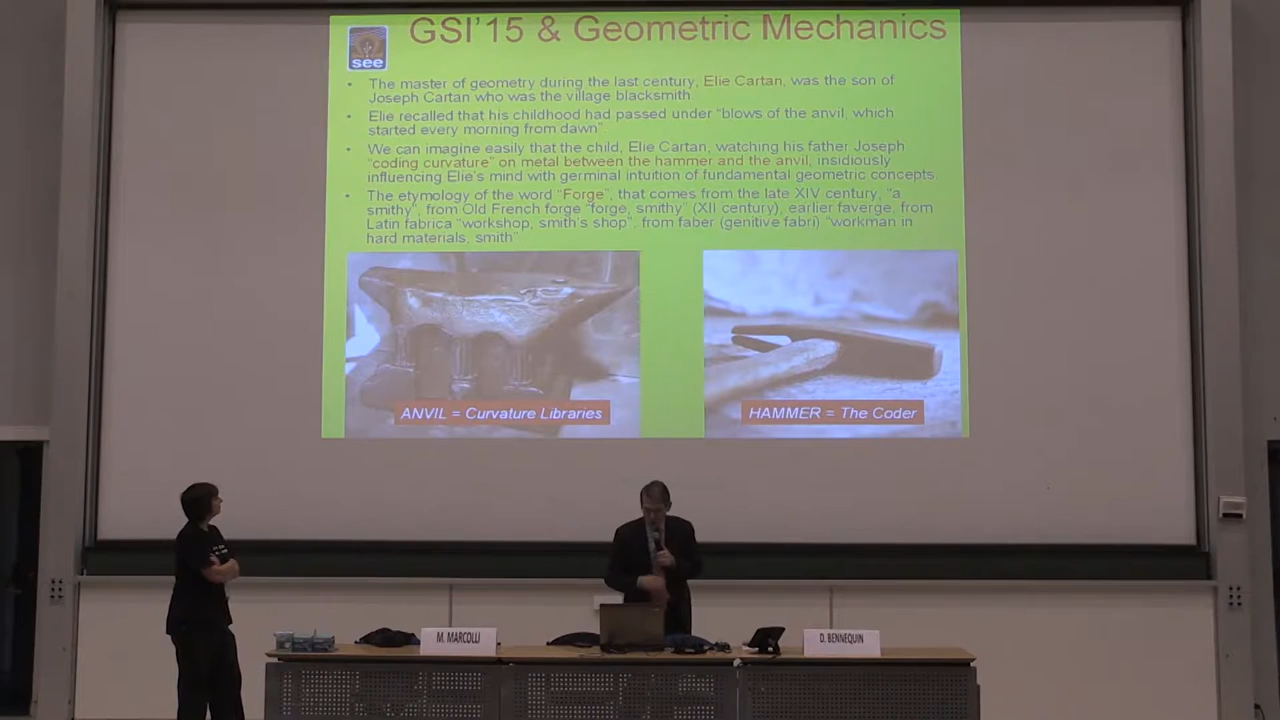 GSI'15 & Geometric Mechanics
see
• The master of geometry during the last century, Elie Cartan, was the son of
Joseph Cartan who was the village blacksmith.
• Elie recalled that his childhood had passed under "blows of the anvil, which
started every morning from dawn"
• We can imagine easily that the child, Elie Cartan, watching his father Joseph
"coding curvature" on metal between the hammer and the anvil, insidiously
influencing Elie's mind with germinal intuition of fundamental geometric concepts.
• The etymology of the word "Forge", that comes from the late XIV century, "a
smithy", from Old French forge "forge, smithy" (XII century), earlier faverge, from
Latin fabrica "workshop, smith's shop", from faber (genitive fabri) "workman in
hard materials, smith"
ANVIL = Curvature Libraries
HAMMER = The Coder
M. MARCOLLI
D. BENNEQUIN